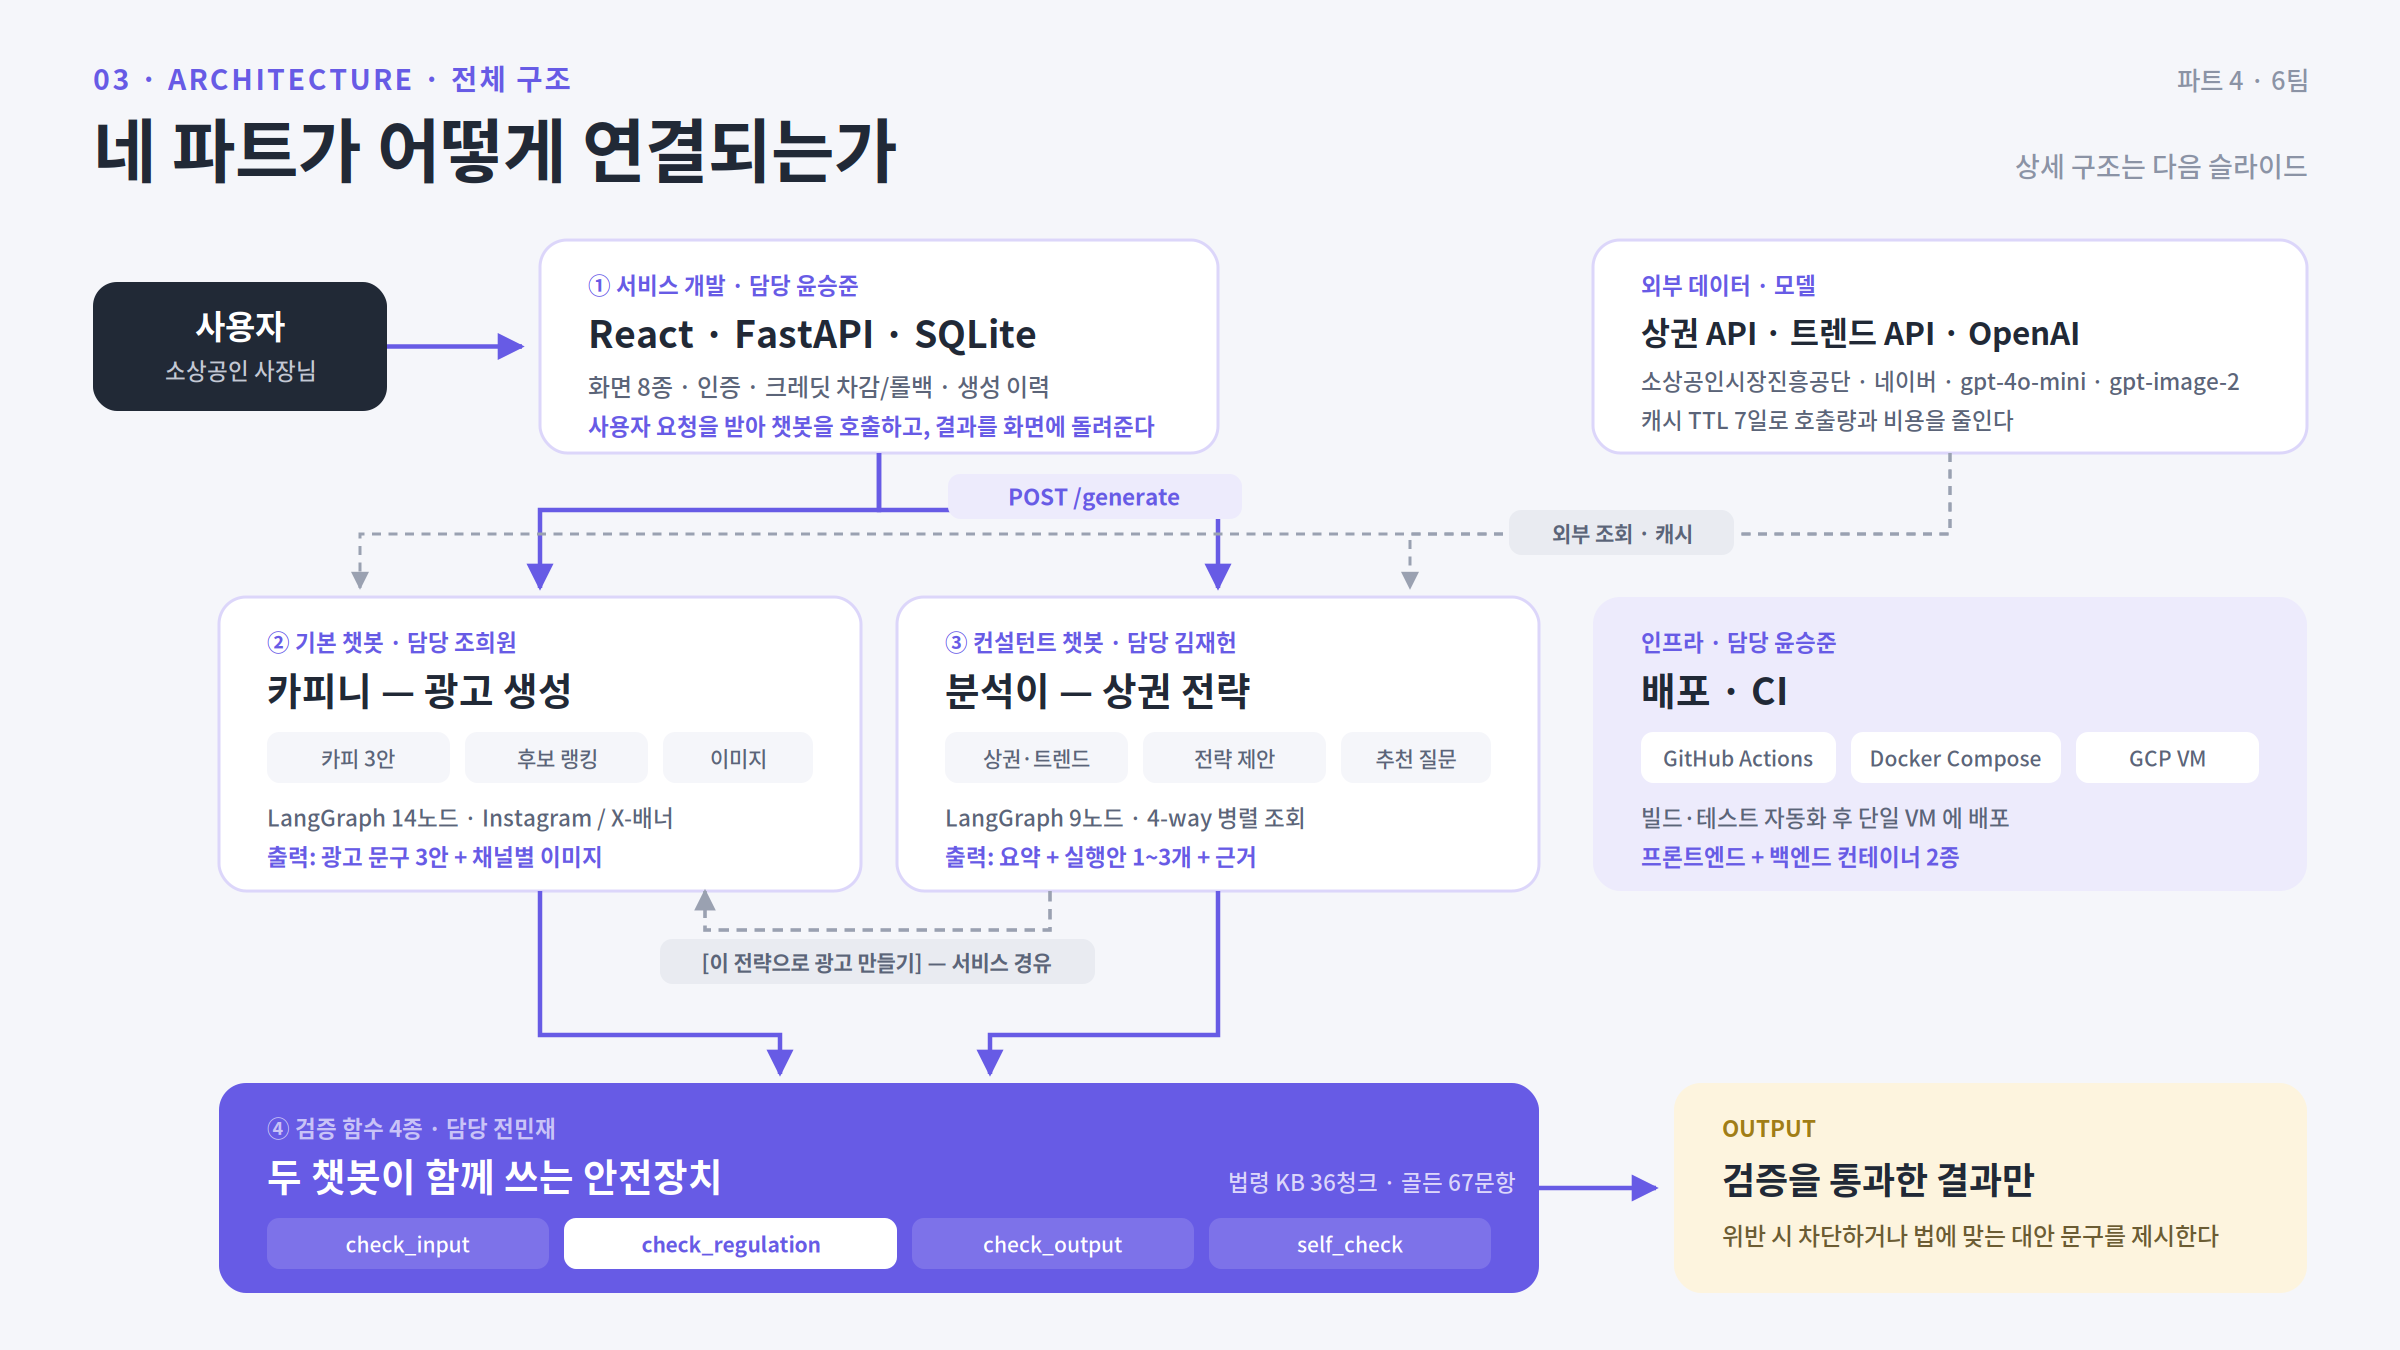 03 · ARCHITECTURE · 전체 구조
파트 4 · 6팀
네 파트가 어떻게 연결되는가
상세 구조는 다음 슬라이드
사용자
소상공인 사장님
① 서비스 개발 · 담당 윤승준
React · FastAPI · SQLite
화면 8종 · 인증 · 크레딧 차감/롤백 · 생성 이력
사용자 요청을 받아 챗봇을 호출하고, 결과를 화면에 돌려준다
외부 데이터 · 모델
상권 API · 트렌드 API · OpenAI
소상공인시장진흥공단 · 네이버 · gpt-4o-mini · gpt-image-2
캐시 TTL 7일로 호출량과 비용을 줄인다
POST /generate
외부 조회 · 캐시
② 기본 챗봇 · 담당 조희원
카피니 — 광고 생성
카피 3안
후보 랭킹
이미지
LangGraph 14노드 · Instagram / X-배너
출력: 광고 문구 3안 + 채널별 이미지
③ 컨설턴트 챗봇 · 담당 김재헌
분석이 — 상권 전략
상권·트렌드
전략 제안
추천 질문
LangGraph 9노드 · 4-way 병렬 조회
출력: 요약 + 실행안 1~3개 + 근거
인프라 · 담당 윤승준
배포 · CI
GitHub Actions
Docker Compose
GCP VM
빌드·테스트 자동화 후 단일 VM 에 배포
프론트엔드 + 백엔드 컨테이너 2종
[이 전략으로 광고 만들기] — 서비스 경유
④ 검증 함수 4종 · 담당 전민재
두 챗봇이 함께 쓰는 안전장치
법령 KB 36청크 · 골든 67문항
check_input
check_regulation
check_output
self_check
OUTPUT
검증을 통과한 결과만
위반 시 차단하거나 법에 맞는 대안 문구를 제시한다